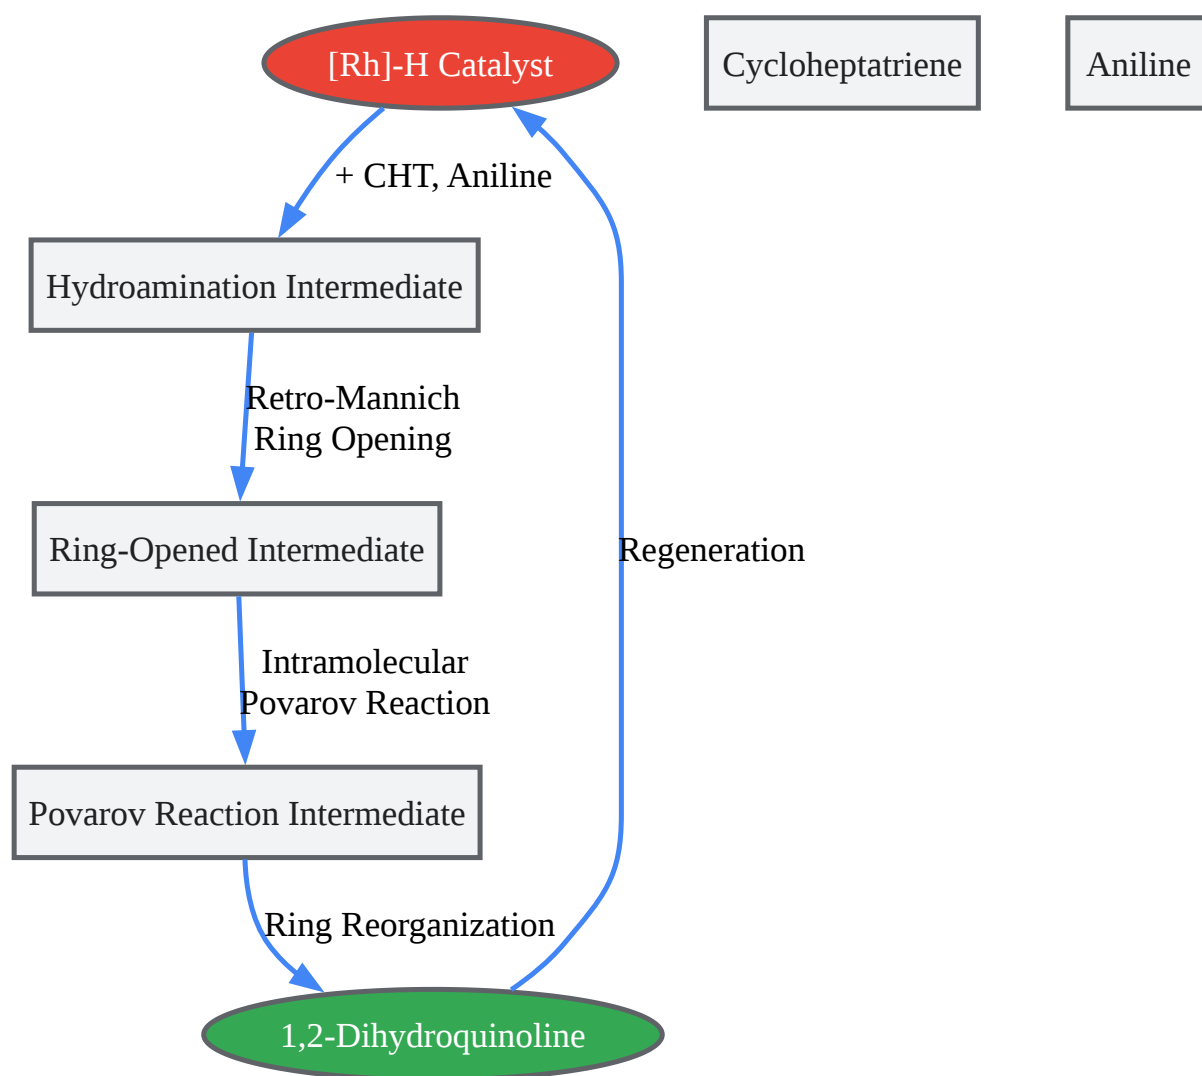 [Rh]-H Catalyst
Cycloheptatriene
Aniline
+ CHT, Aniline
Hydroamination Intermediate
Retro-Mannich
Ring Opening
Ring-Opened Intermediate
Regeneration
Intramolecular
Povarov Reaction
Povarov Reaction Intermediate
Ring Reorganization
1,2-Dihydroquinoline